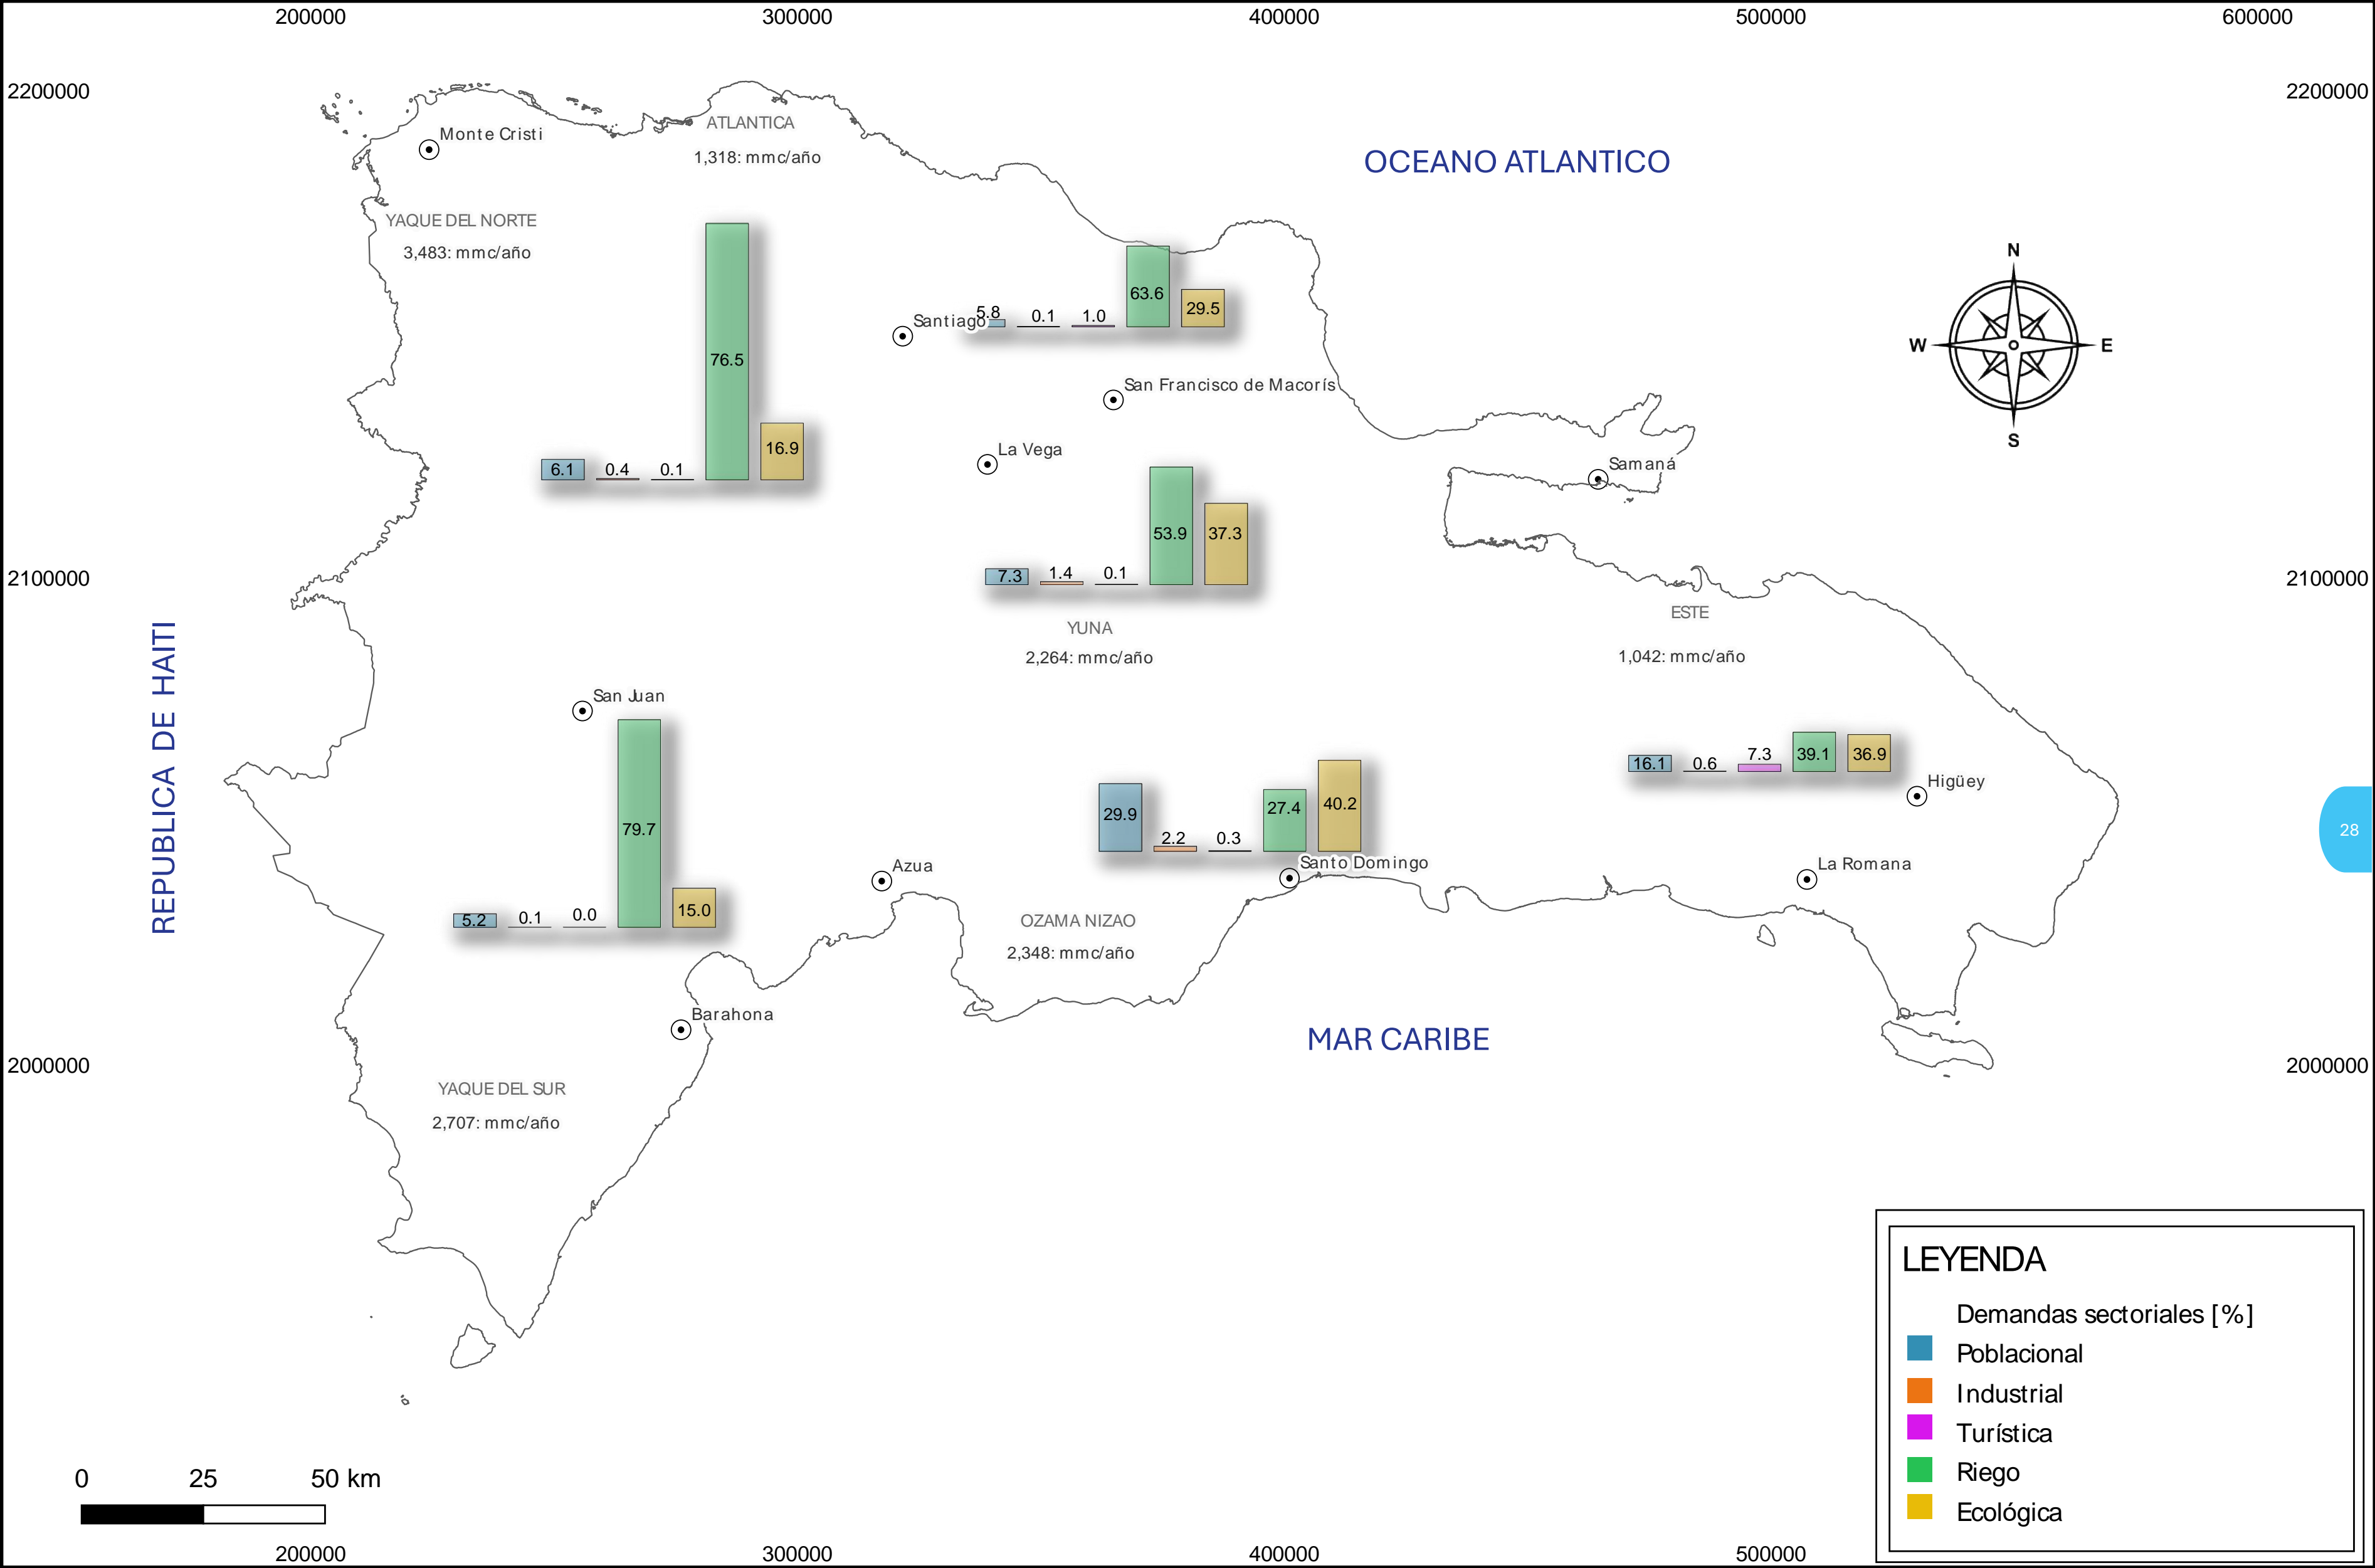 200000 300000 400000 500000 600000
2200000 2200000
ATLANTICA
1,318: mmc/año
Monte Cristi
OCEANO ATLANTICO
YAQUE DEL NORTE
3,483: mmc/año
N
W E
S
5.8 0.1 1.0 63.6 29.5
Santiago
76.5
San Francisco de Macorís
6.1 0.4 0.1 16.9
La Vega
Samaná
53.9 37.3
7.3 1.4 0.1
2100000 2100000
YUNA
2,264: mmc/año
ESTE
1,042: mmc/año
REPUBLICA DE HAITI
San Juan
79.7
5.2 0.1 0.0 15.0
16.1 0.6 7.3 39.1 36.9
Higüey
29.9 2.2 0.3 27.4 40.2
28
Azua
Santo Domingo
La Romana
OZAMA NIZAO
2,348: mmc/año
Barahona
MAR CARIBE
2000000 2000000
YAQUE DEL SUR
2,707: mmc/año
LEYENDA
Demandas sectoriales [%]
Poblacional
Industrial
Turística
Riego
Ecológica
0 25 50 km
200000 300000 400000 500000